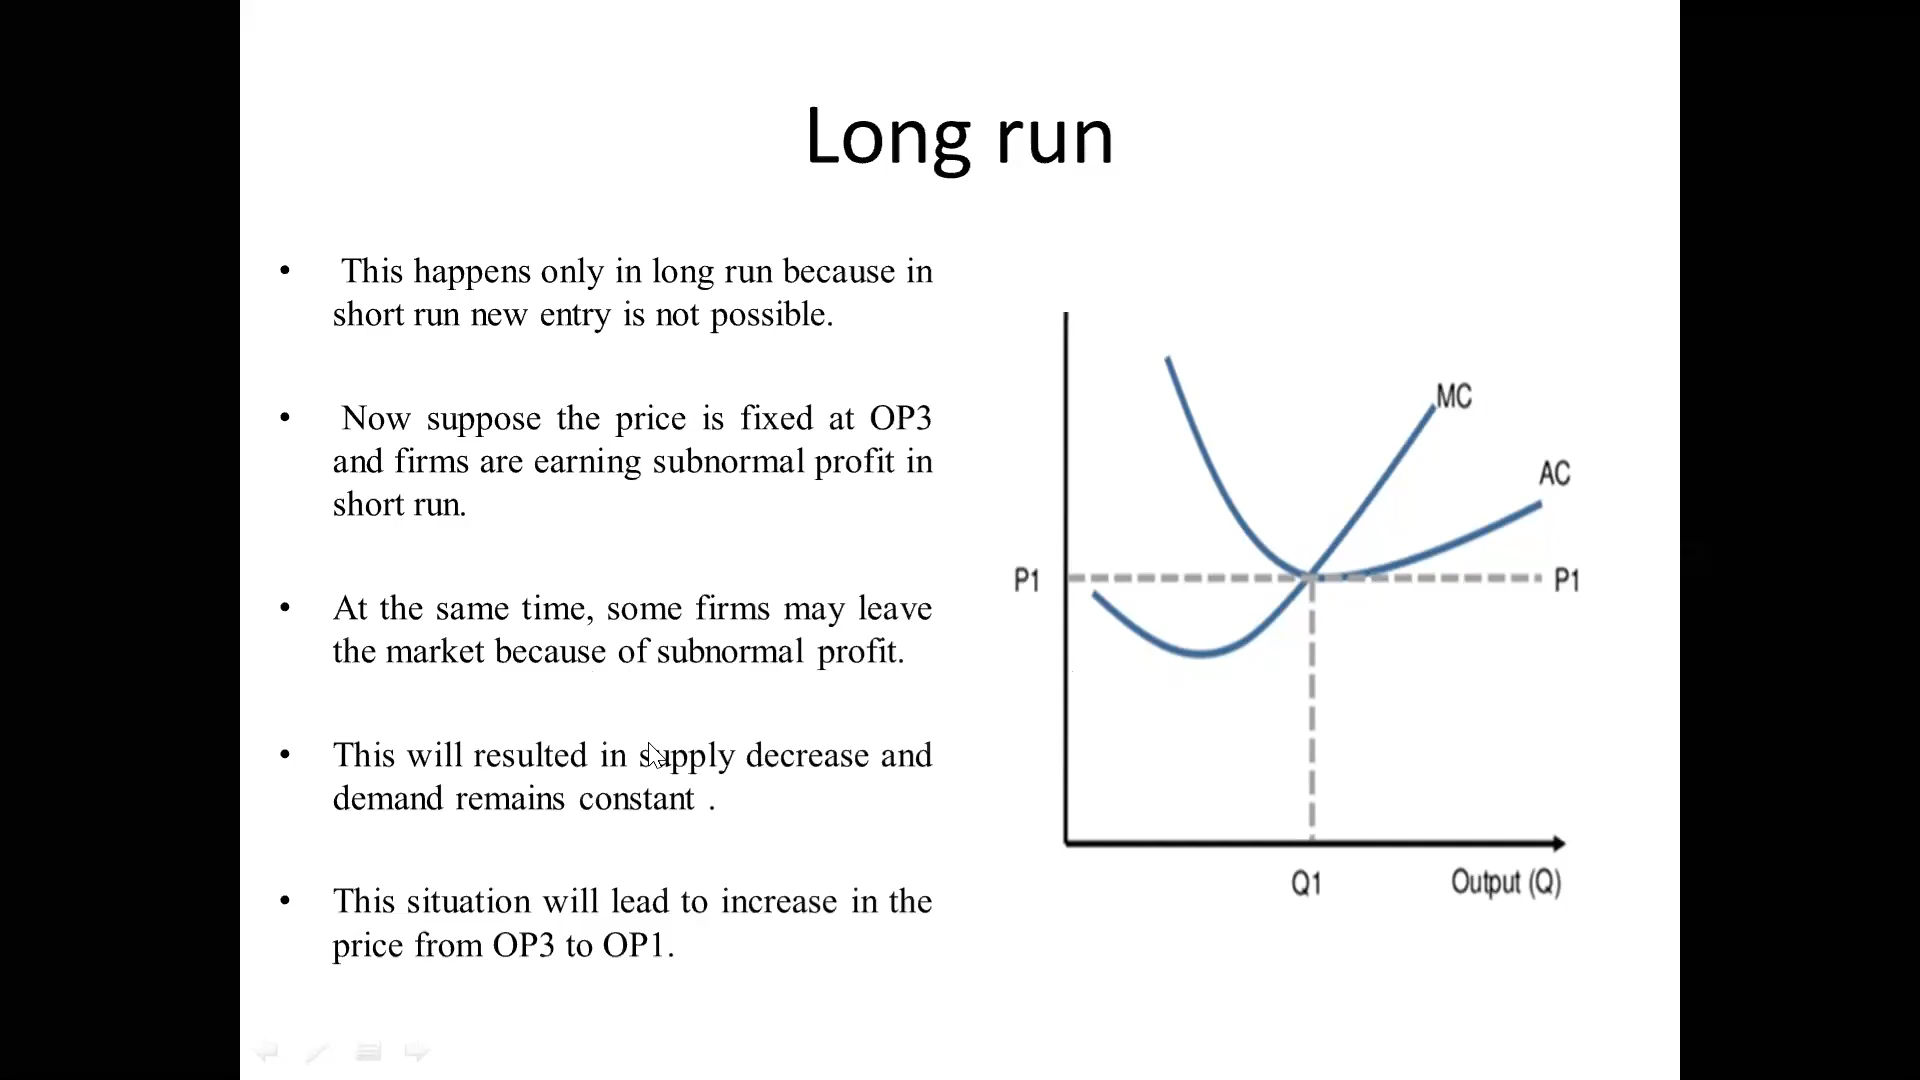 Long run
• This happens only in long run because in
short run new entry is not possible.
• Now suppose the price is fixed at OP3
and firms are earning subnormal profit in
short run.
• At the same time, some firms may leave
the market because of subnormal profit.
• This will resulted in supply decrease and
demand remains constant .
• This situation will lead to increase in the
price from OP3 to OP1.
MC
AC
P1
P1
Q1
Output (Q)